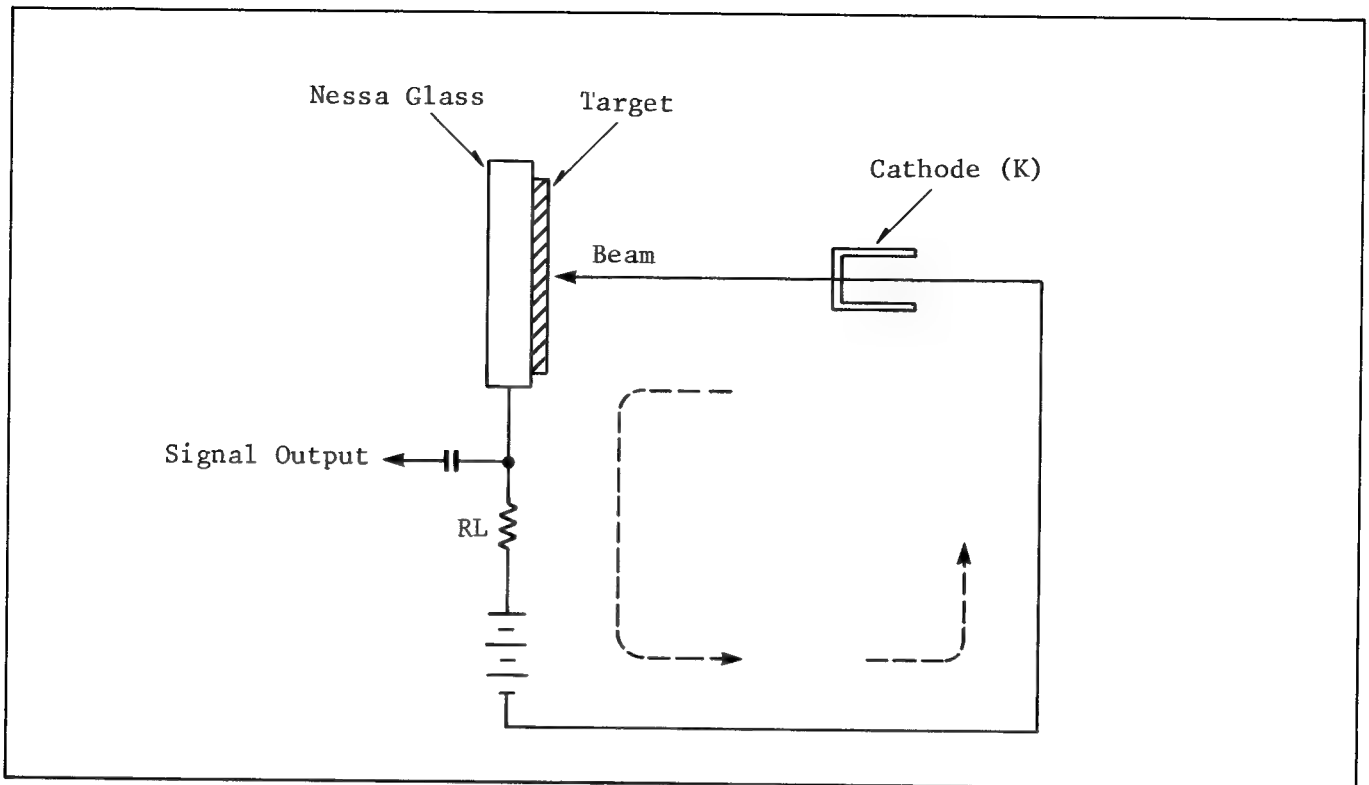 Nessa Glass
Target
Cathode (K)
Beam
Signal Output
RL